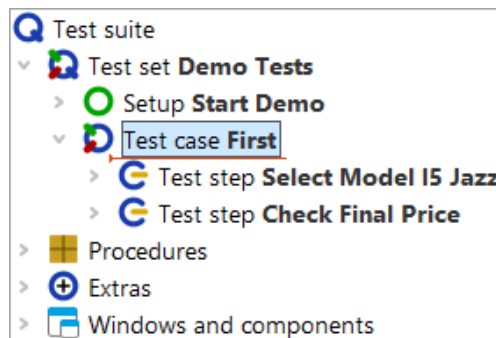 Test suite
Test set Demo Tests
Setup Start Demo
Test case First
Test step Select Model I5 Jazz
Test step Check Final Price
Procedures
Extras
Windows and components